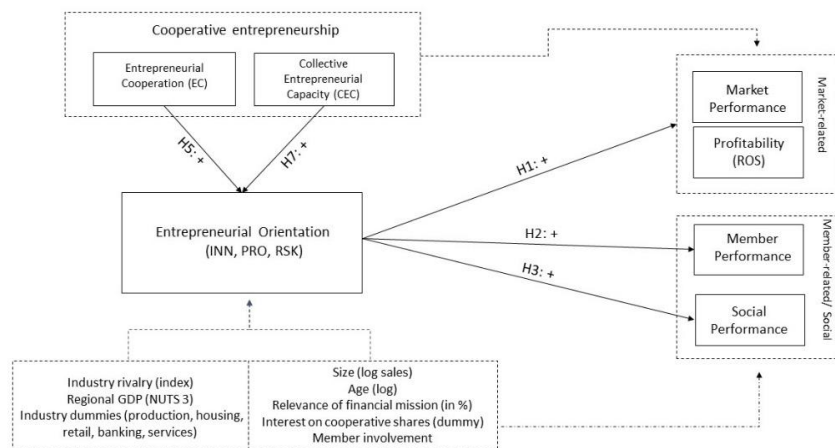 Cooperative entrepreneurship
Entrepreneurial
Cooperation (EC)
Collective
Entrepreneurial
Capacity (CEC)
H5: +
H7: +
Entrepreneurial Orientation
(INN, PRO, RSK)
H1: +
H2: +
H3: +
Market
Performance
Profitability
(ROS)
Market-related
Member
Performance
Social
Performance
Member-related/ Social
Industry rivalry (index)
Regional GDP (NUTS 3)
Industry dummies (production, housing,
retail, banking, services)
Size (log sales)
Age (log)
Relevance of financial mission (in %)
Interest on cooperative shares (dummy)
Member involvement